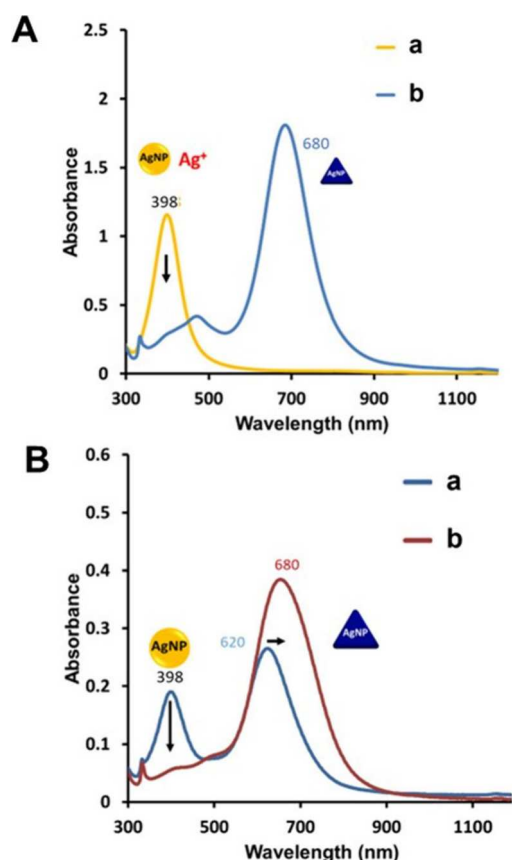 A
2.5
a
b
2
AgNP
Ag⁺
680
AgNP
1.5
398
1
0.5
0
300
500
700
900
1100
Absorbance
Wavelength (nm)
B
0.6
a
0.5
b
680
0.4
AgNP
398
620
AgNP
0.3
0.2
0.1
0
300
500
700
900
1100
Absorbance
Wavelength (nm)